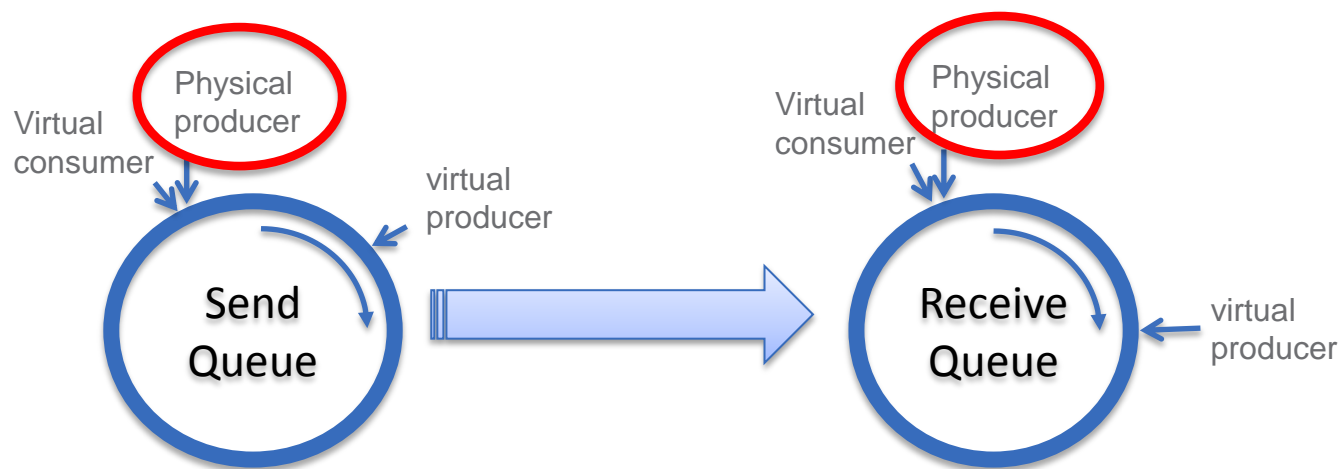 Physical
producer
Virtual
consumer
virtual
producer
Send
Queue
Physical
producer
Virtual
consumer
virtual
producer
Receive
Queue